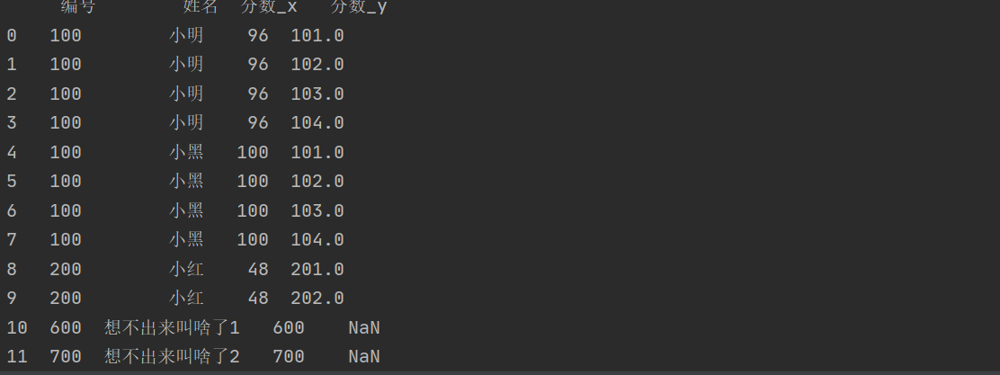 编号 姓名 分数_x 分数_y
0 100 小明 96 101.0
1 100 小明 96 102.0
2 100 小明 96 103.0
3 100 小明 96 104.0
4 100 小黑 100 101.0
5 100 小黑 100 102.0
6 100 小黑 100 103.0
7 100 小黑 100 104.0
8 200 小红 48 201.0
9 200 小红 48 202.0
10 600 想不出来叫啥了1 600 NaN
11 700 想不出来叫啥了2 700 NaN